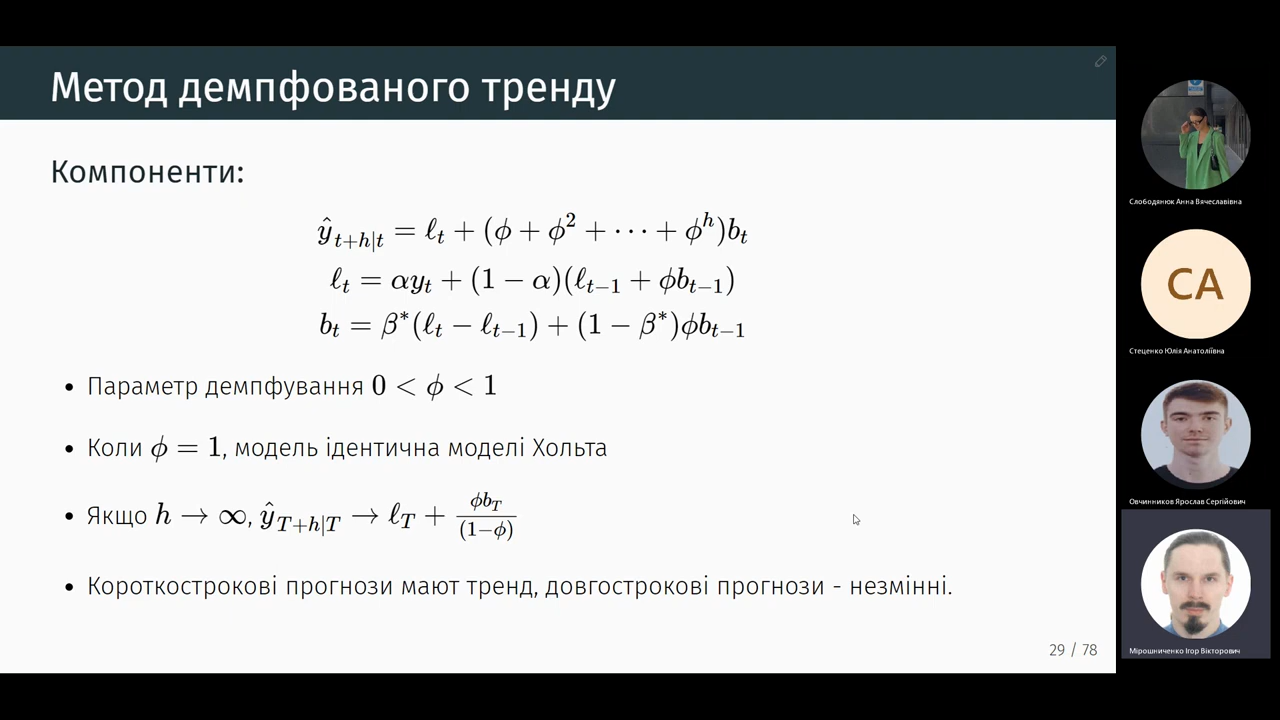 Метод демпфованого тренду
Компоненти:
ŷ_{t+h|t} = ℓ_t + (ϕ + ϕ² + ⋯ + ϕ^h)b_t
ℓ_t = αy_t + (1 − α)(ℓ_{t−1} + ϕb_{t−1})
b_t = β*(ℓ_t − ℓ_{t−1}) + (1 − β*)ϕb_{t−1}
• Параметр демпфування 0 < ϕ < 1
• Коли ϕ = 1, модель ідентична моделі Хольта
• Якщо h → ∞, ŷ_{T+h|T} → ℓ_T + ϕb_T/(1−ϕ)
• Короткострокові прогнози мают тренд, довгострокові прогнози - незмінні.
29 / 78
Слободянюк Анна Вячеславівна
СА
Стеценко Юлія Анатоліївна
Овчинников Ярослав Сергійович
Мірошниченко Ігор Вікторович